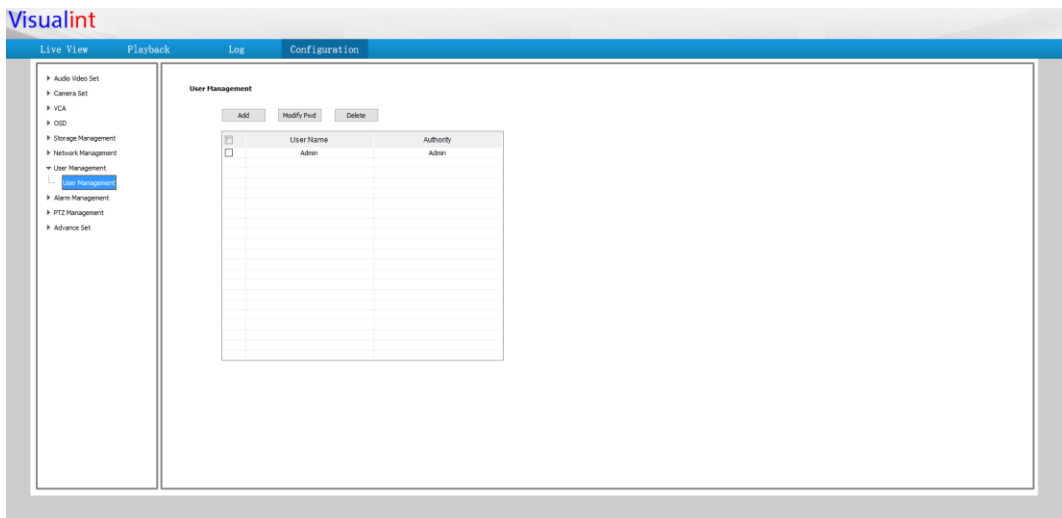 Visualint
Live View Playback Log Configuration
Audio Video Set
Camera Set
VCA
OSD
Storage Management
Network Management
User Management
User Management
Alarm Management
PTZ Management
Advance Set
User Management
Add Modify Pwd Delete
User Name Authority
Admin Admin